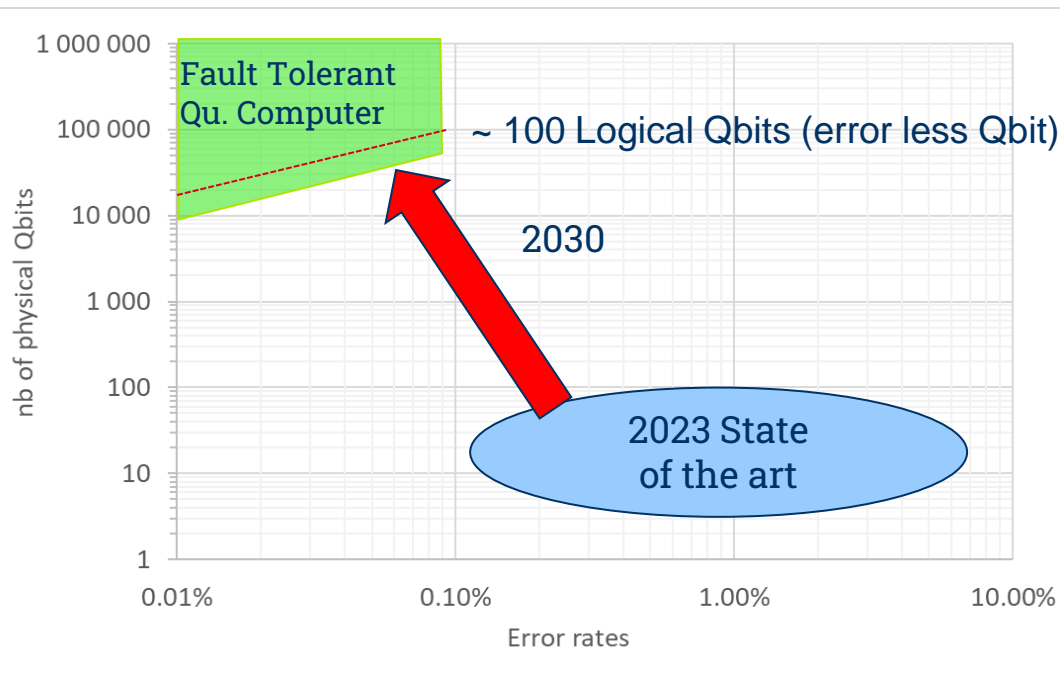 1 000 000
Fault Tolerant
Qu. Computer
100 000
~ 100 Logical Qbits (error less Qbit)
10 000
2030
1 000
100
2023 State
of the art
10
1
nb of physical Qbits
0.01%
0.10%
1.00%
10.00%
Error rates